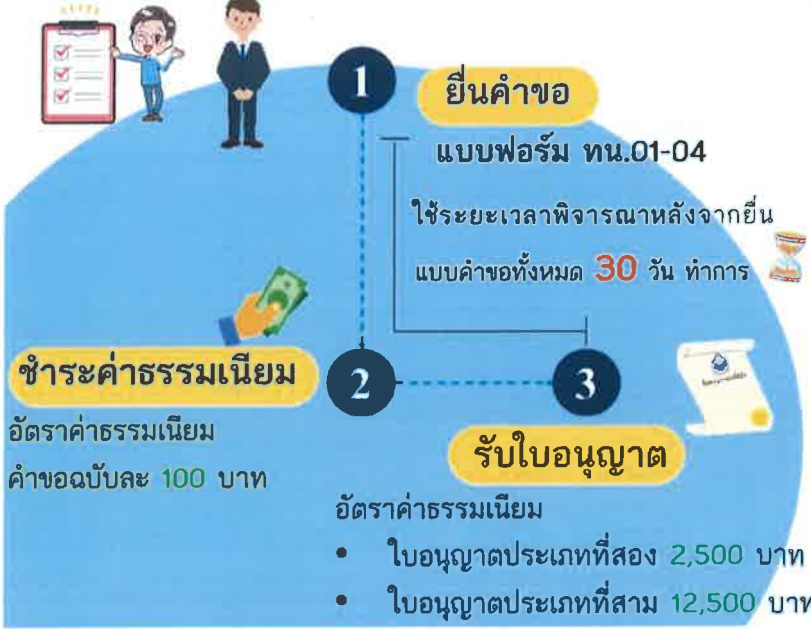 1
ยื่นคำขอ
แบบฟอร์ม ทน.01-04
ใช้ระยะเวลาพิจารณาหลังจากยื่น
แบบคำขอทั้งหมด 30 วัน ทำการ
ชำระค่าธรรมเนียม
2
3
อัตราค่าธรรมเนียม
คำขอฉบับละ 100 บาท
รับใบอนุญาต
อัตราค่าธรรมเนียม
• ใบอนุญาตประเภทที่สอง 2,500 บาท
• ใบอนุญาตประเภทที่สาม 12,500 บาท